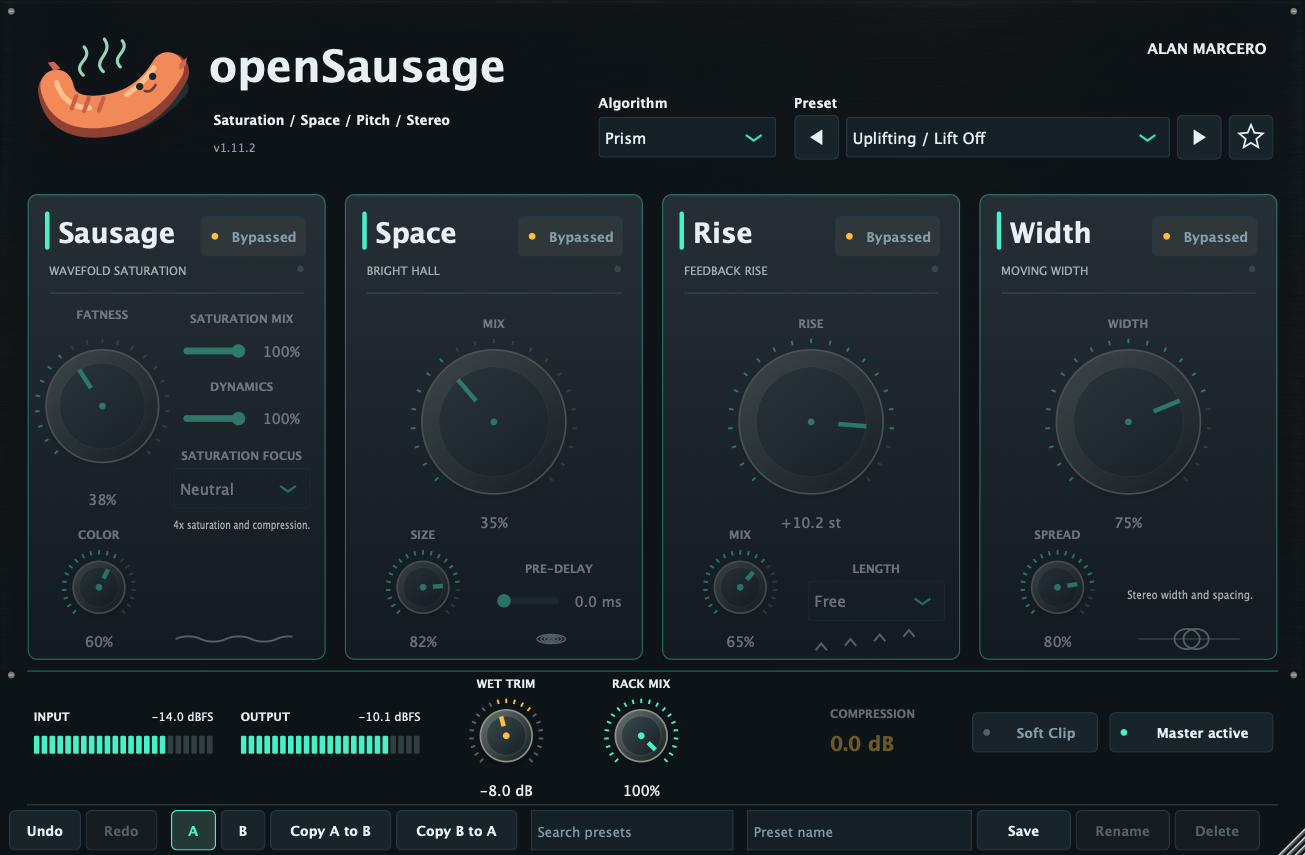 openSausage
ALAN MARCERO
Saturation / Space / Pitch / Stereo
v1.11.2
Algorithm
Preset
Prism
Uplifting / Lift Off
Sausage
Bypassed
WAVEFOLD SATURATION
FATNESS
SATURATION MIX
100%
DYNAMICS
100%
SATURATION FOCUS
Neutral
38%
4x saturation and compression.
COLOR
60%
Space
Bypassed
BRIGHT HALL
MIX
35%
SIZE
PRE-DELAY
0.0 ms
82%
Rise
Bypassed
FEEDBACK RISE
RISE
+10.2 st
MIX
LENGTH
Free
65%
Width
Bypassed
MOVING WIDTH
WIDTH
75%
SPREAD
Stereo width and spacing.
80%
INPUT
-14.0 dBFS
OUTPUT
-10.1 dBFS
WET TRIM
-8.0 dB
RACK MIX
100%
COMPRESSION
0.0 dB
Soft Clip
Master active
Undo
Redo
A
B
Copy A to B
Copy B to A
Search presets
Preset name
Save
Rename
Delete